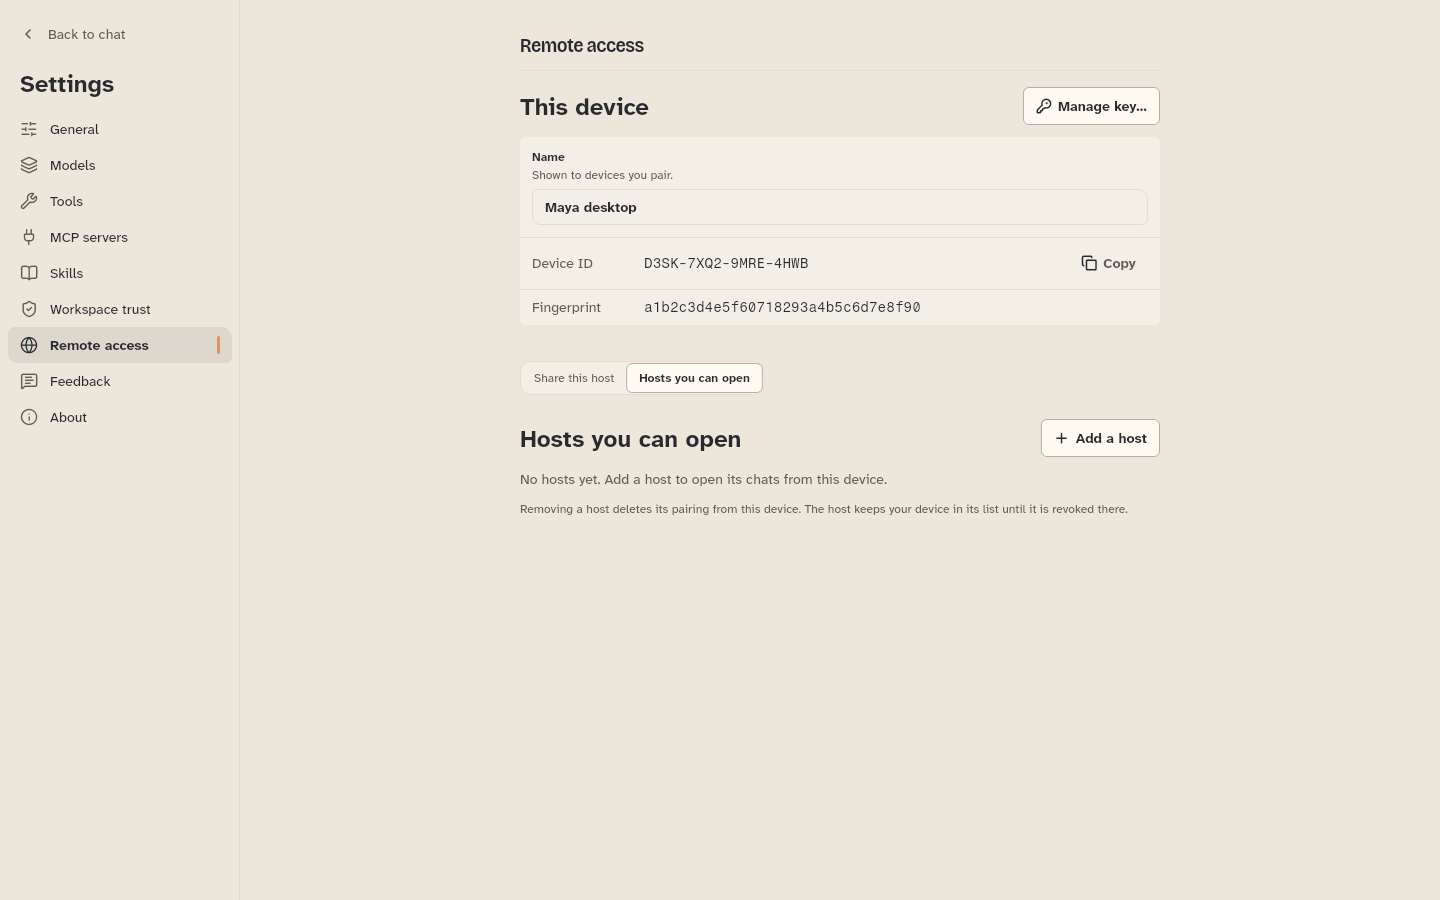 Back to chat
Settings
General
Models
Tools
MCP servers
Skills
Workspace trust
Remote access
Feedback
About
Remote access
This device
Manage key...
Name
Shown to devices you pair.
Maya desktop
Device ID
D3SK-7XQ2-9MRE-4HWB
Copy
Fingerprint
a1b2c3d4e5f60718293a4b5c6d7e8f90
Share this host
Hosts you can open
Hosts you can open
Add a host
No hosts yet. Add a host to open its chats from this device.
Removing a host deletes its pairing from this device. The host keeps your device in its list until it is revoked there.